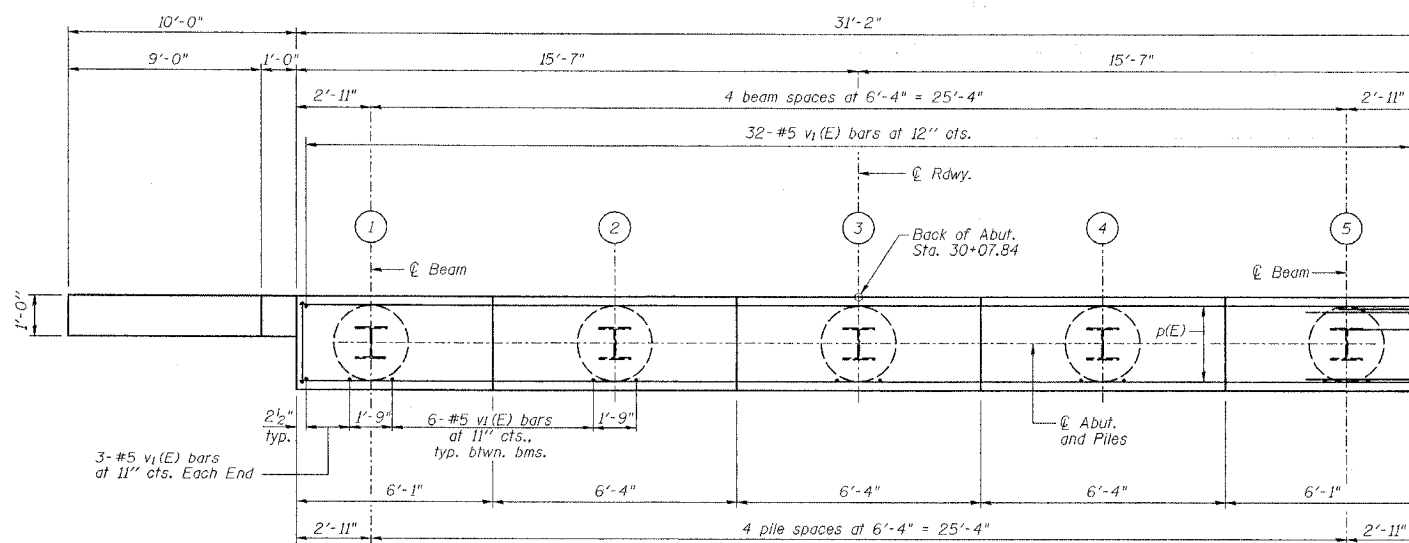 10'-0"
31'-2"
9'-0"
1'-0"
15'-7"
15'-7"
2'-11"
4 beam spaces at 6'-4" = 25'-4"
2'-11"
32-#5 v1(E) bars at 12" cts.
℄ Rdwy.
1
2
3
4
5
Back of Abut.
Sta. 30+07.84
℄ Beam
℄ Beam
1'-0"
p(E)
2½"
typ.
1'-9"
6-#5 v1(E) bars
at 11" cts.,
typ. btwn. bms.
1'-9"
℄ Abut.
and Piles
3-#5 v1(E) bars
at 11" cts. Each End
6'-1"
6'-4"
6'-4"
6'-4"
6'-1"
2'-11"
4 pile spaces at 6'-4" = 25'-4"
2'-11"